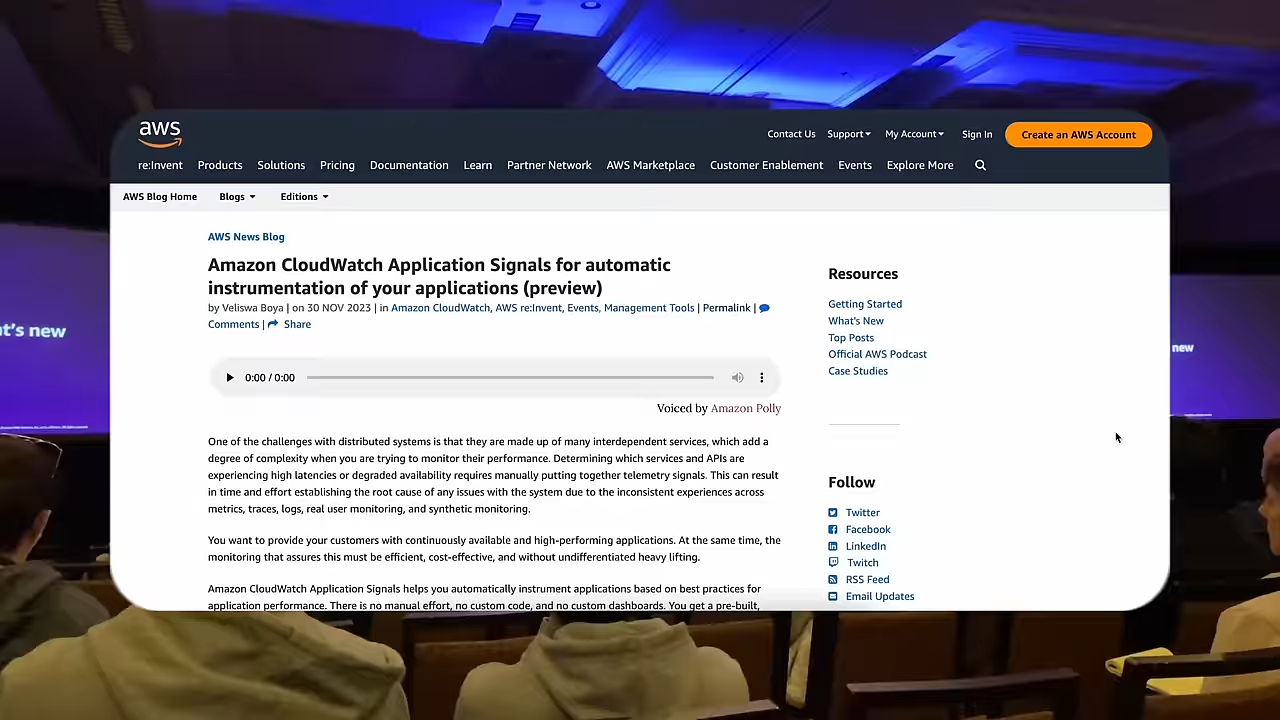 aws
Contact Us Support My Account Sign In Create an AWS Account
re:Invent Products Solutions Pricing Documentation Learn Partner Network AWS Marketplace Customer Enablement Events Explore More
AWS Blog Home Blogs Editions
AWS News Blog
Amazon CloudWatch Application Signals for automatic
instrumentation of your applications (preview)
by Veliswa Boya | on 30 NOV 2023 | in Amazon CloudWatch, AWS re:Invent, Events, Management Tools | Permalink |
Comments | Share
0:00 / 0:00
Voiced by Amazon Polly
One of the challenges with distributed systems is that they are made up of many interdependent services, which add a
degree of complexity when you are trying to monitor their performance. Determining which services and APIs are
experiencing high latencies or degraded availability requires manually putting together telemetry signals. This can result
in time and effort establishing the root cause of any issues with the system due to the inconsistent experiences across
metrics, traces, logs, real user monitoring, and synthetic monitoring.
You want to provide your customers with continuously available and high-performing applications. At the same time, the
monitoring that assures this must be efficient, cost-effective, and without undifferentiated heavy lifting.
Amazon CloudWatch Application Signals helps you automatically instrument applications based on best practices for
application performance. There is no manual effort, no custom code, and no custom dashboards. You get a pre-built,
Resources
Getting Started
What's New
Top Posts
Official AWS Podcast
Case Studies
Follow
Twitter
Facebook
LinkedIn
Twitch
RSS Feed
Email Updates
t's new
new